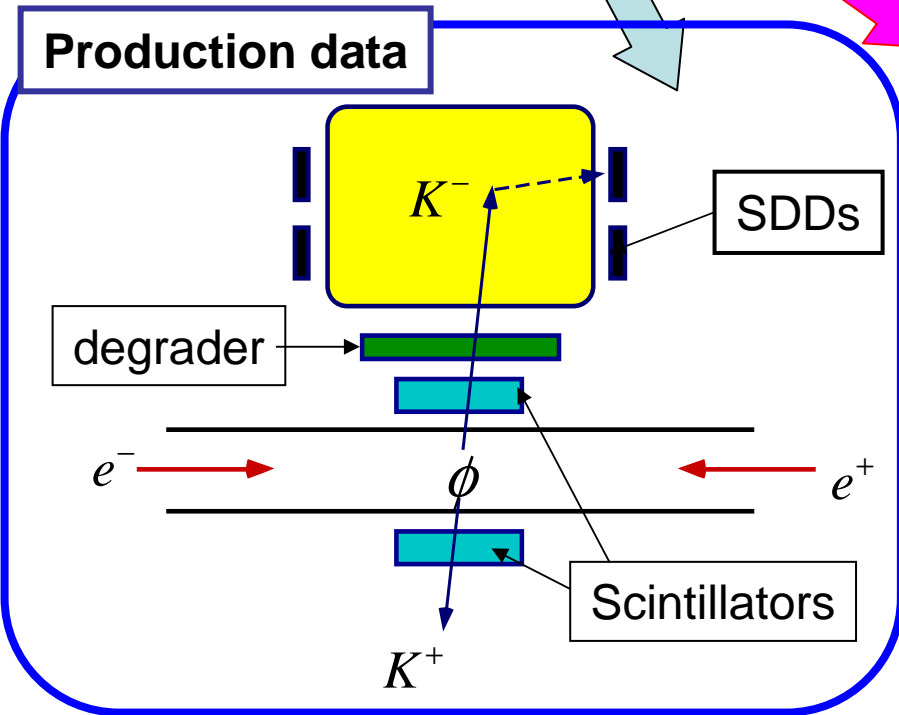 Production data
K⁻
SDDs
degrader
e⁻
ϕ
e⁺
Scintillators
K⁺